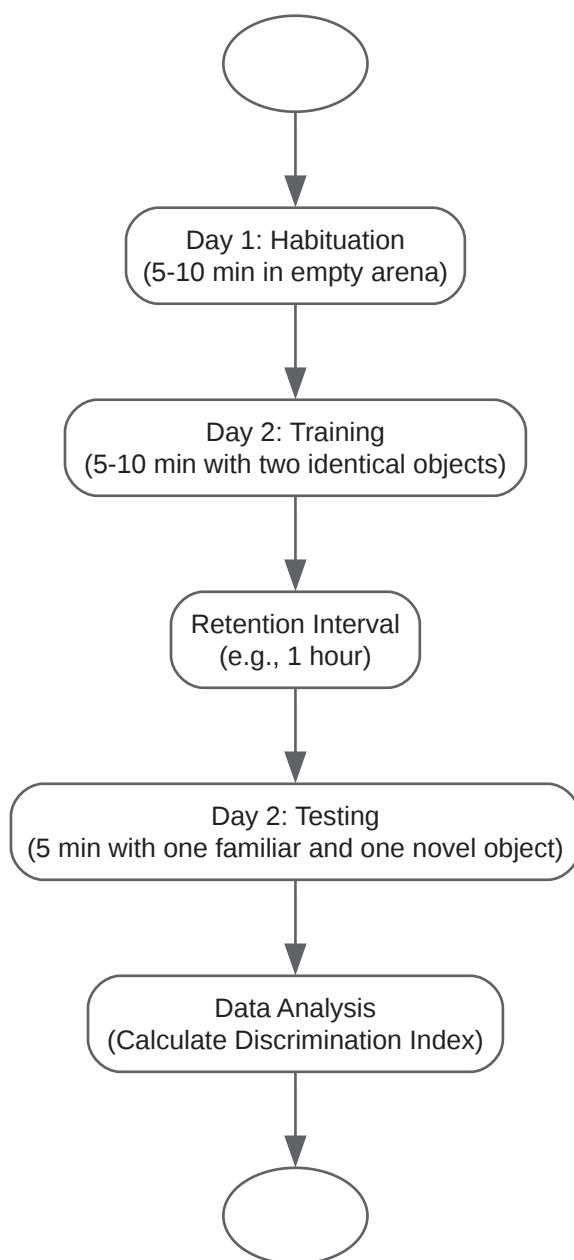 Day 1: Habituation
(5-10 min in empty arena)
Day 2: Training
(5-10 min with two identical objects)
Retention Interval
(e.g., 1 hour)
Day 2: Testing
(5 min with one familiar and one novel object)
Data Analysis
(Calculate Discrimination Index)